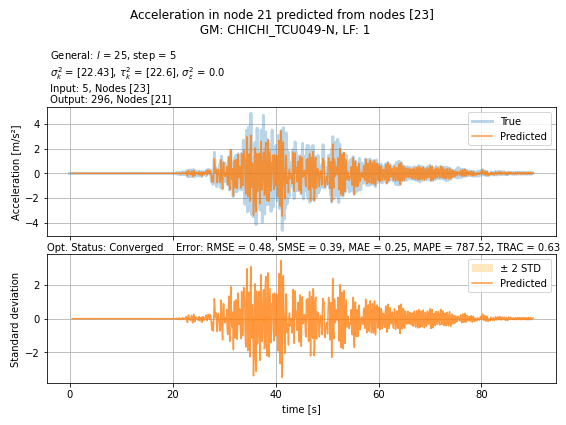 Acceleration in node 21 predicted from nodes [23]
GM: CHICHI_TCU049-N, LF: 1
General: l = 25, step = 5
σ²ₖ = [22.43], τ²ₖ = [22.6], σ²ε = 0.0
Input: 5, Nodes [23]
Output: 296, Nodes [21]
Acceleration [m/s²]
4
2
0
−2
−4
True
Predicted
Opt. Status: Converged Error: RMSE = 0.48, SMSE = 0.39, MAE = 0.25, MAPE = 787.52, TRAC = 0.63
Standard deviation
2
0
−2
± 2 STD
Predicted
0 20 40 60 80
time [s]